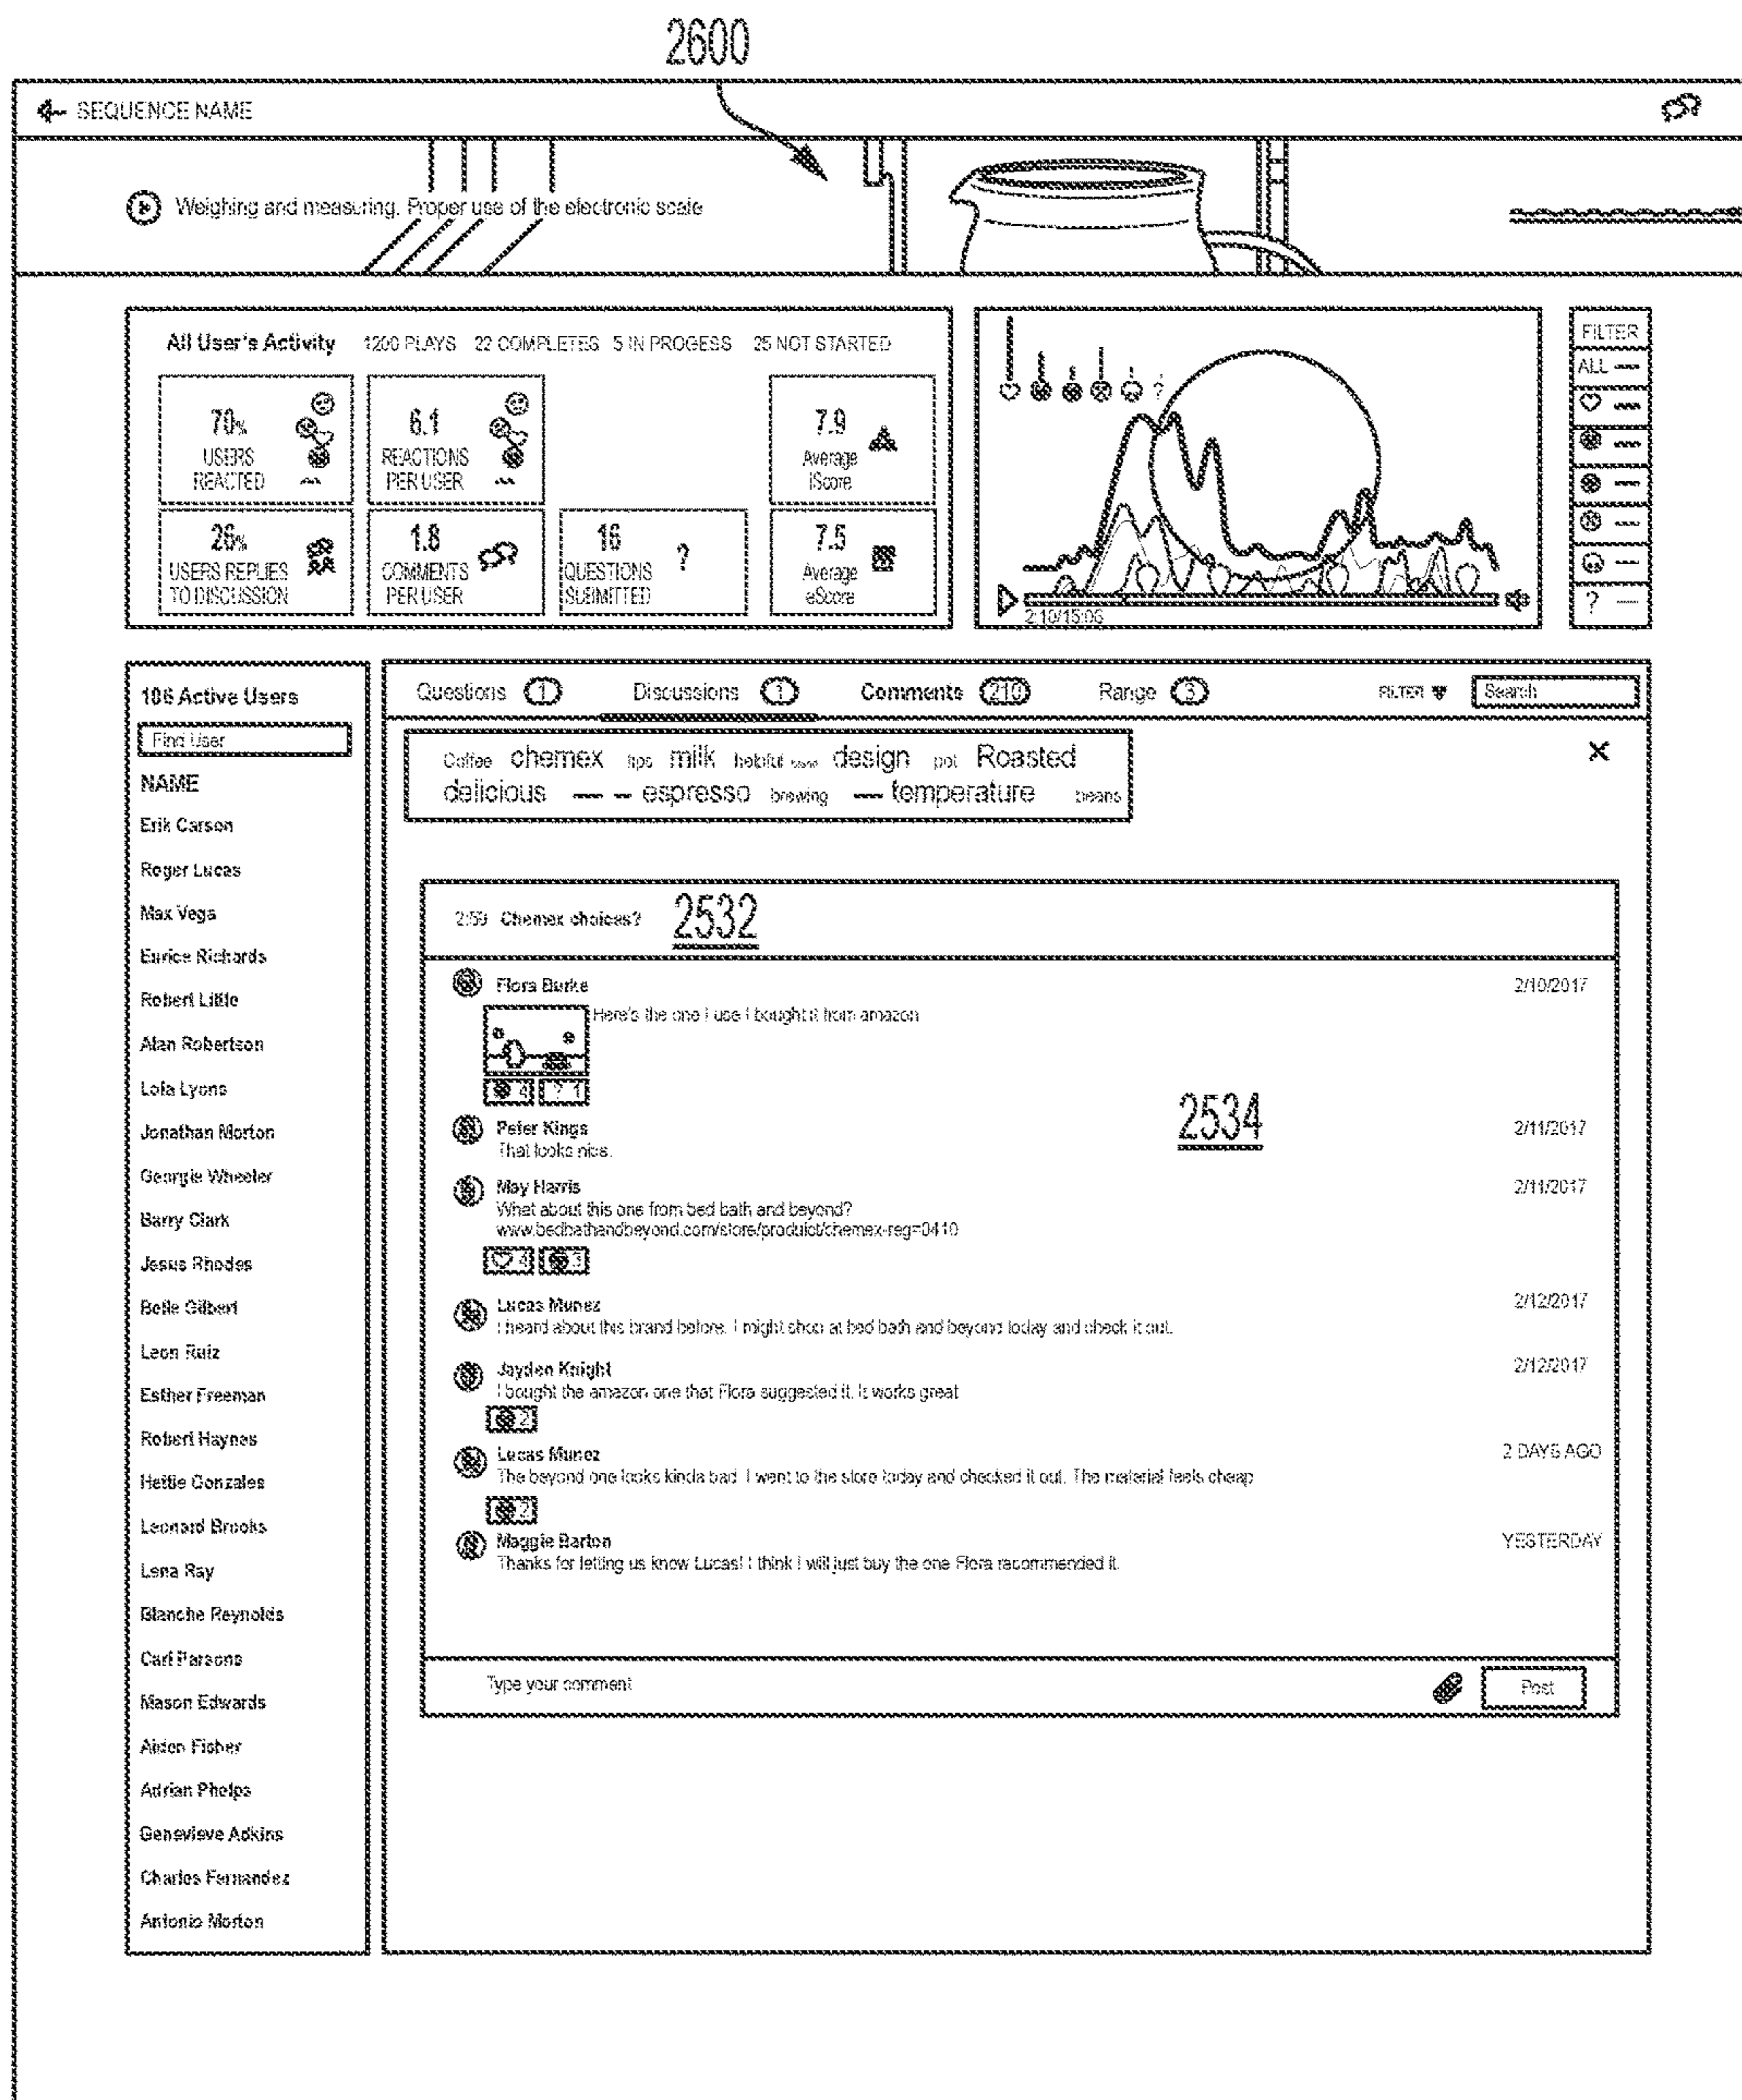 2600
SEQUENCE NAME
Weighing and measuring. Proper use of the electronic scale
All User's Activity 1200 PLAYS 22 COMPLETES 5 IN PROGESS 25 NOT STARTED
70%
USERS
REACTED
6.1
REACTIONS
PER USER
7.9
Average
iScore
26%
USERS REPLIES
TO DISCUSSION
1.8
COMMENTS
PER USER
16
QUESTIONS
SUBMITTED
?
7.5
Average
eScore
?
2:10/15:06
FILTER
ALL
?
106 Active Users
Find User
NAME
Erik Carson
Roger Lucas
Max Vega
Eunice Richards
Robert Little
Alan Robertson
Lola Lyons
Jonathan Morton
Georgie Wheeler
Barry Clark
Jesus Rhodes
Belle Gilbert
Leon Ruiz
Esther Freeman
Robert Haynes
Hettie Gonzales
Leonard Brooks
Lena Ray
Blanche Reynolds
Carl Parsons
Mason Edwards
Aiden Fisher
Adrian Phelps
Genevieve Adkins
Charles Fernandez
Antonio Morton
Questions 1 Discussions 1 Comments 210 Range 3 FILTER Search
Coffee chemex tips milk helpful design pot Roasted
delicious espresso brewing temperature beans
2:59 Chemex choices? 2532
Flora Burke 2/10/2017
Here's the one I use I bought it from amazon
4 ? 1
2534
Peter Kings 2/11/2017
That looks nice.
May Harris 2/11/2017
What about this one from bed bath and beyond?
www.bedbathandbeyond.com/store/produict/chemex-reg=0410
4 3
Lucas Munez 2/12/2017
I heard about this brand before. I might shop at bed bath and beyond today and check it out.
Jayden Knight 2/12/2017
I bought the amazon one that Flora suggested it. It works great
2
Lucas Munez 2 DAYS AGO
The beyond one looks kinda bad. I went to the store today and checked it out. The material feels cheap
2
Maggie Barton YESTERDAY
Thanks for letting us know Lucas! I think I will just buy the one Flora recommended it.
Type your comment Post